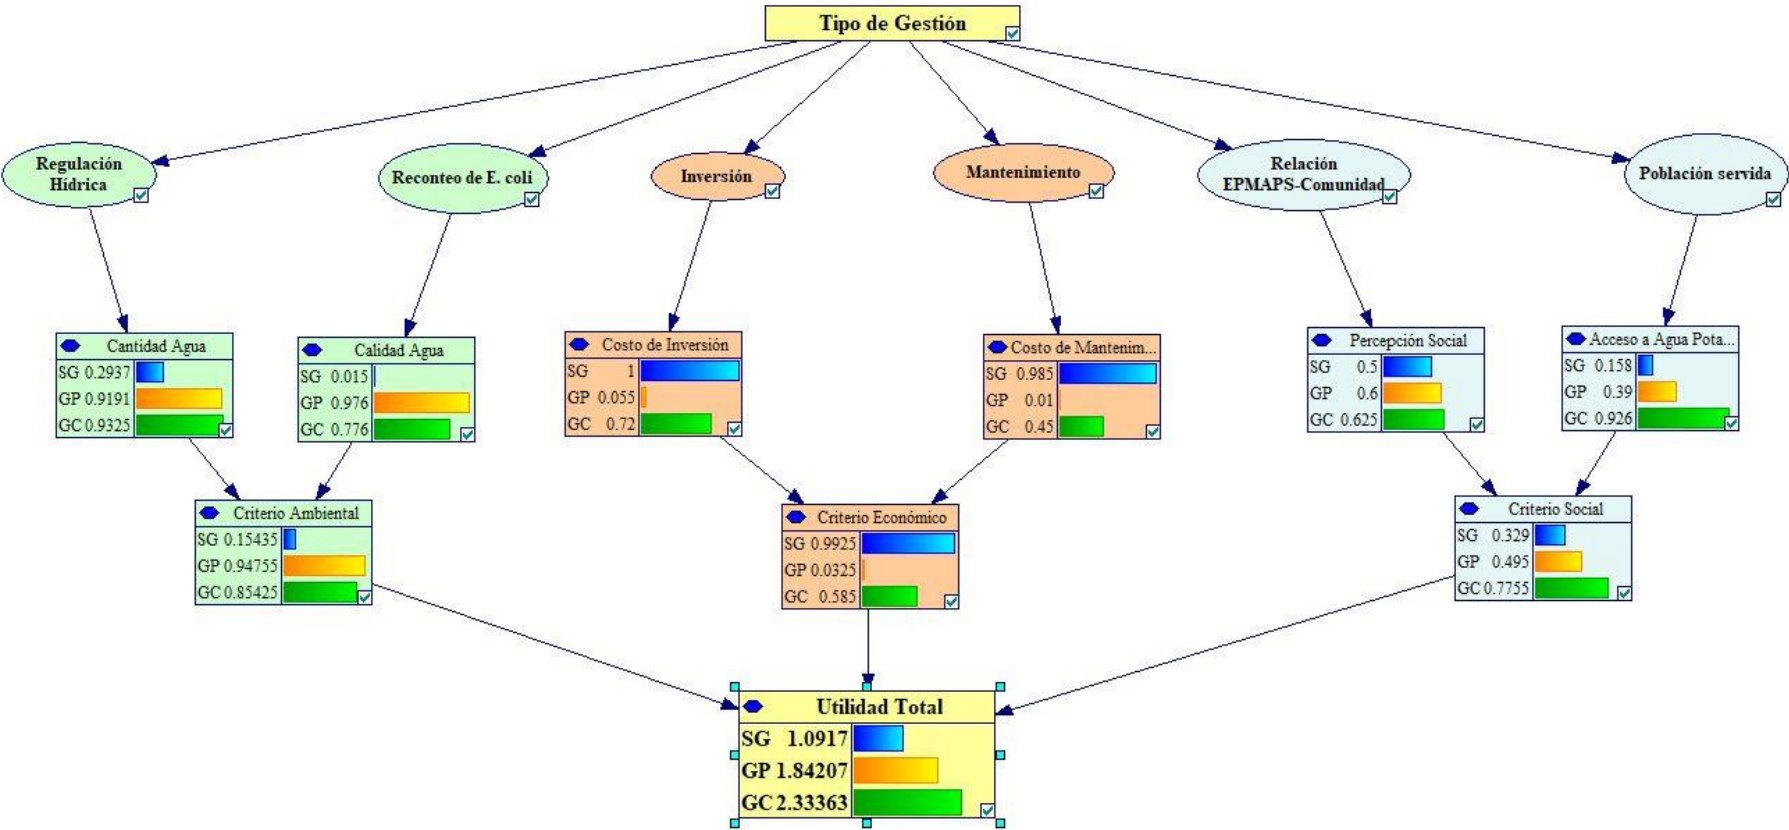 Tipo de Gestión
Regulación
Hídrica
Reconteo de E. coli
Inversión
Mantenimiento
Relación
EPMAPS-Comunidad
Población servida
Cantidad Agua
SG 0.2937
GP 0.9191
GC 0.9325
Calidad Agua
SG 0.015
GP 0.976
GC 0.776
Costo de Inversión
SG 1
GP 0.055
GC 0.72
Costo de Mantenim...
SG 0.985
GP 0.01
GC 0.45
Percepción Social
SG 0.5
GP 0.6
GC 0.625
Acceso a Agua Pota...
SG 0.158
GP 0.39
GC 0.926
Criterio Ambiental
SG 0.15435
GP 0.94755
GC 0.85425
Criterio Económico
SG 0.9925
GP 0.0325
GC 0.585
Criterio Social
SG 0.329
GP 0.495
GC 0.7755
Utilidad Total
SG 1.0917
GP 1.84207
GC 2.33363